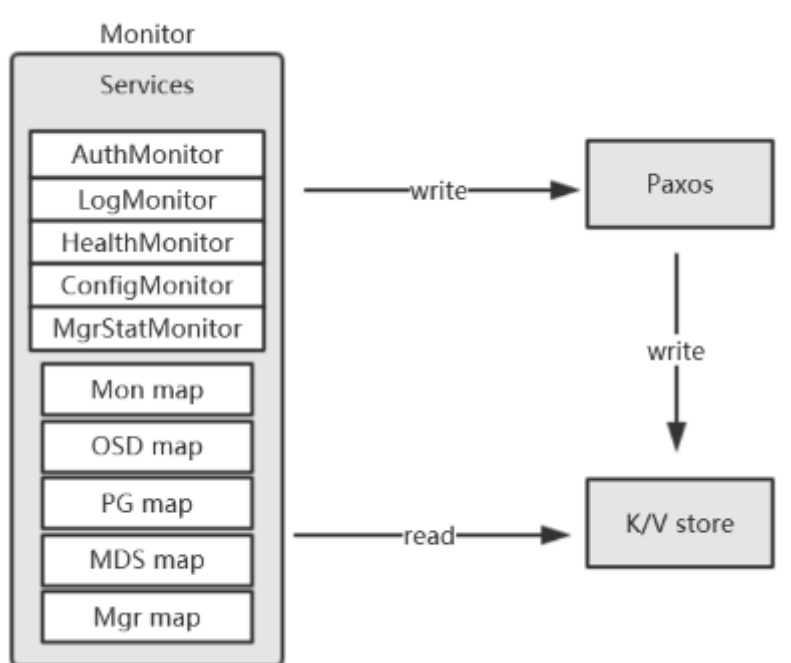 Monitor
Services
AuthMonitor
LogMonitor
HealthMonitor
ConfigMonitor
MgrStatMonitor
Mon map
OSD map
PG map
MDS map
Mgr map
write
Paxos
write
read
K/V store